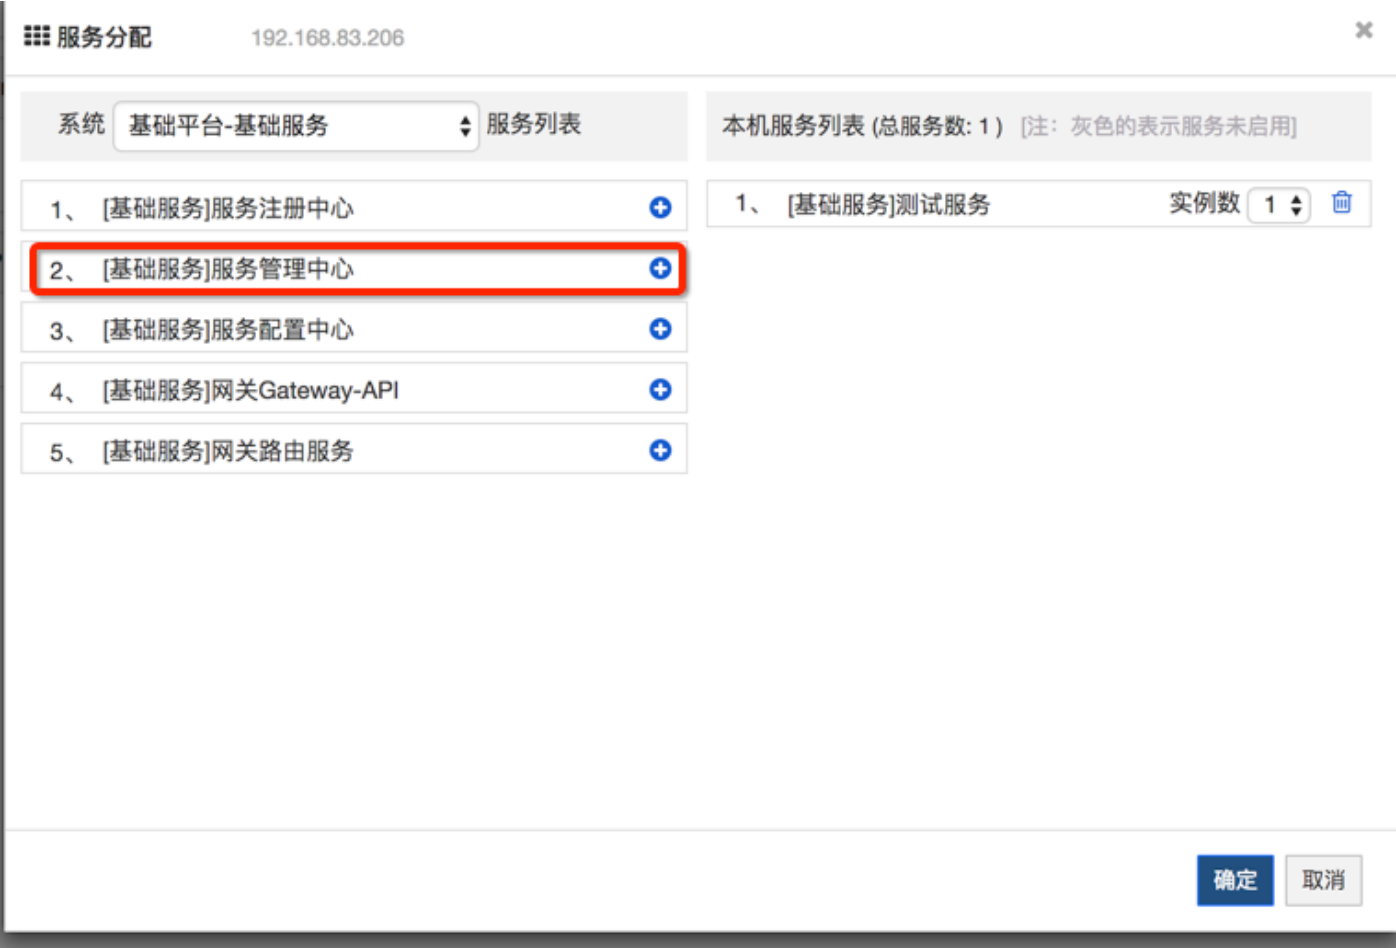 服务分配 192.168.83.206
系统 基础平台-基础服务 服务列表
1、 [基础服务]服务注册中心
2、 [基础服务]服务管理中心
3、 [基础服务]服务配置中心
4、 [基础服务]网关Gateway-API
5、 [基础服务]网关路由服务
本机服务列表 (总服务数: 1 ) [注：灰色的表示服务未启用]
1、 [基础服务]测试服务 实例数 1
确定 取消